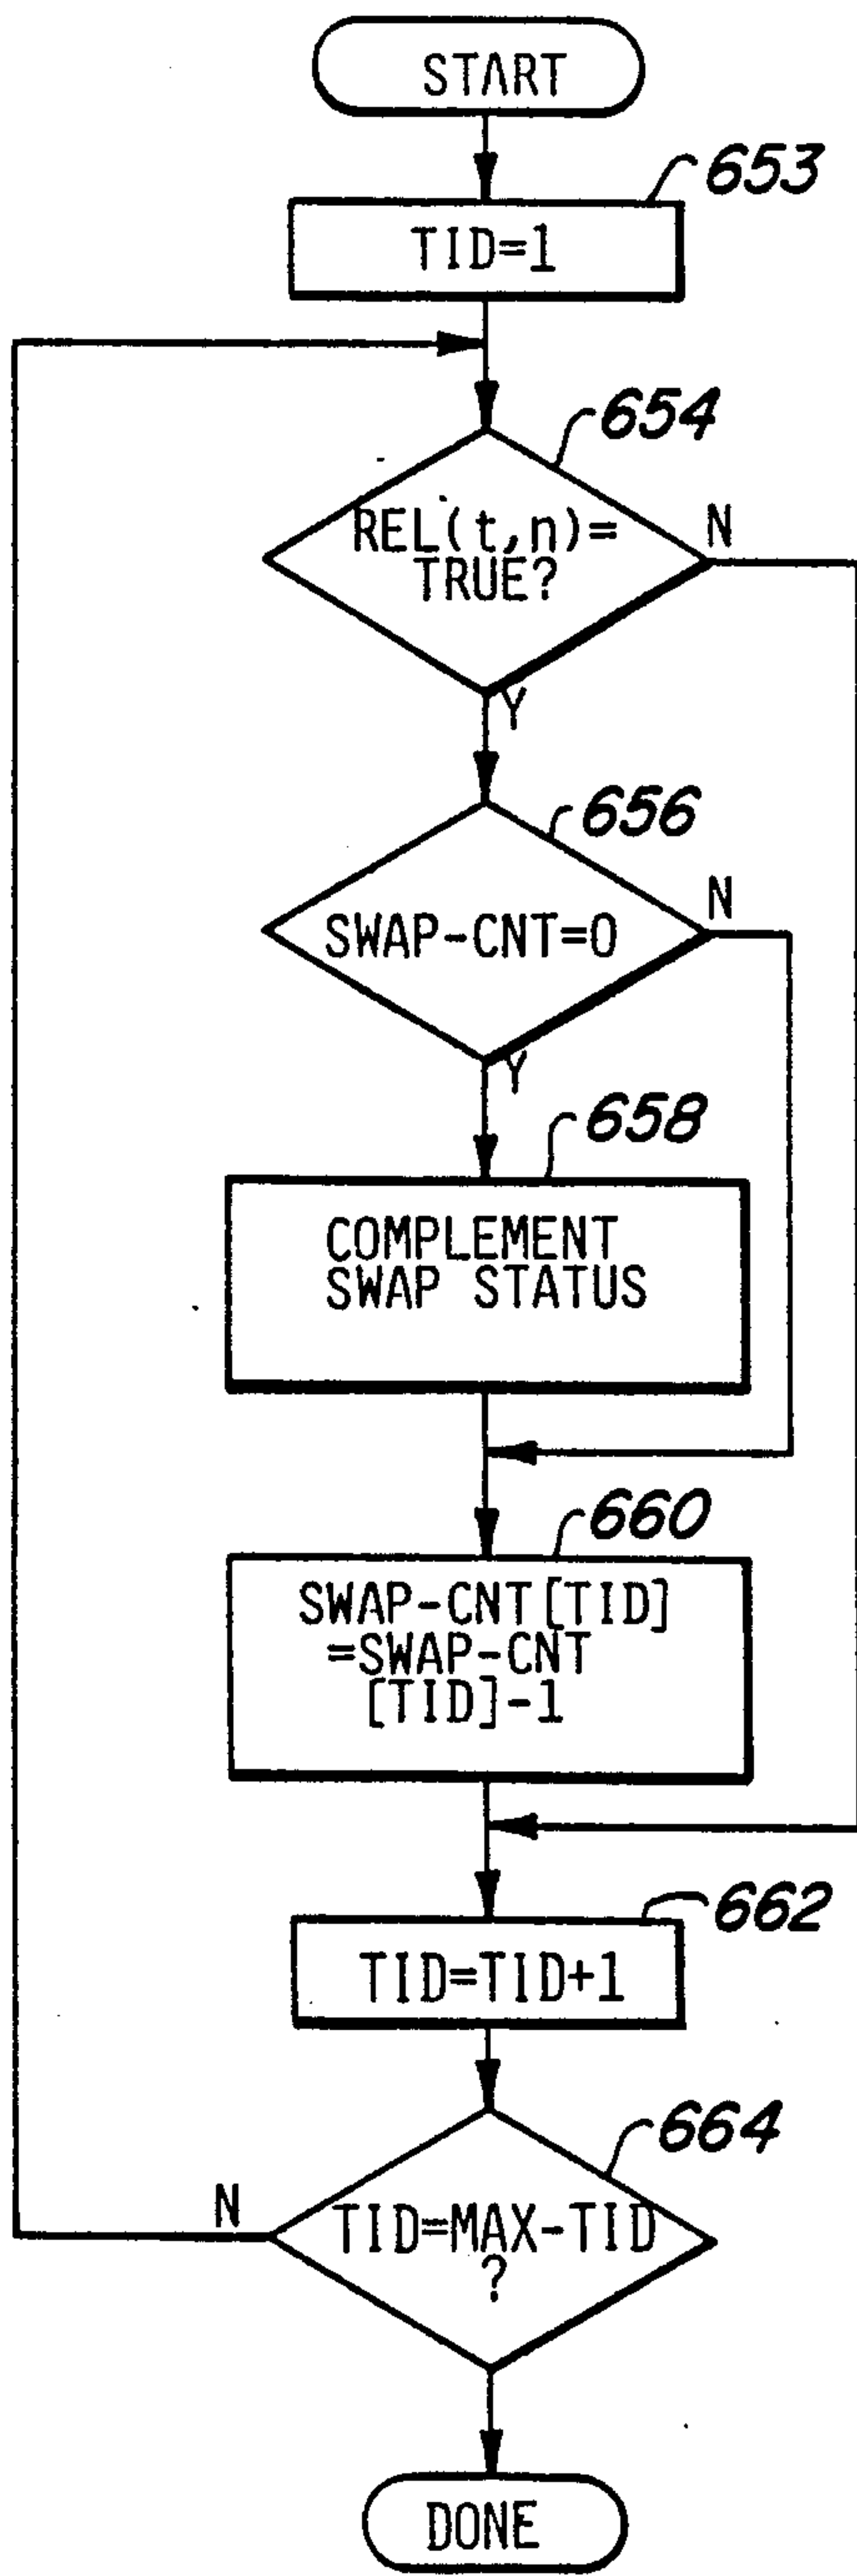 START
653
TID=1
654
REL(t,n)=
TRUE?
N
Y
656
SWAP-CNT=0
N
Y
658
COMPLEMENT
SWAP STATUS
660
SWAP-CNT[TID]
=SWAP-CNT
[TID]-1
662
TID=TID+1
664
N
TID=MAX-TID
?
DONE